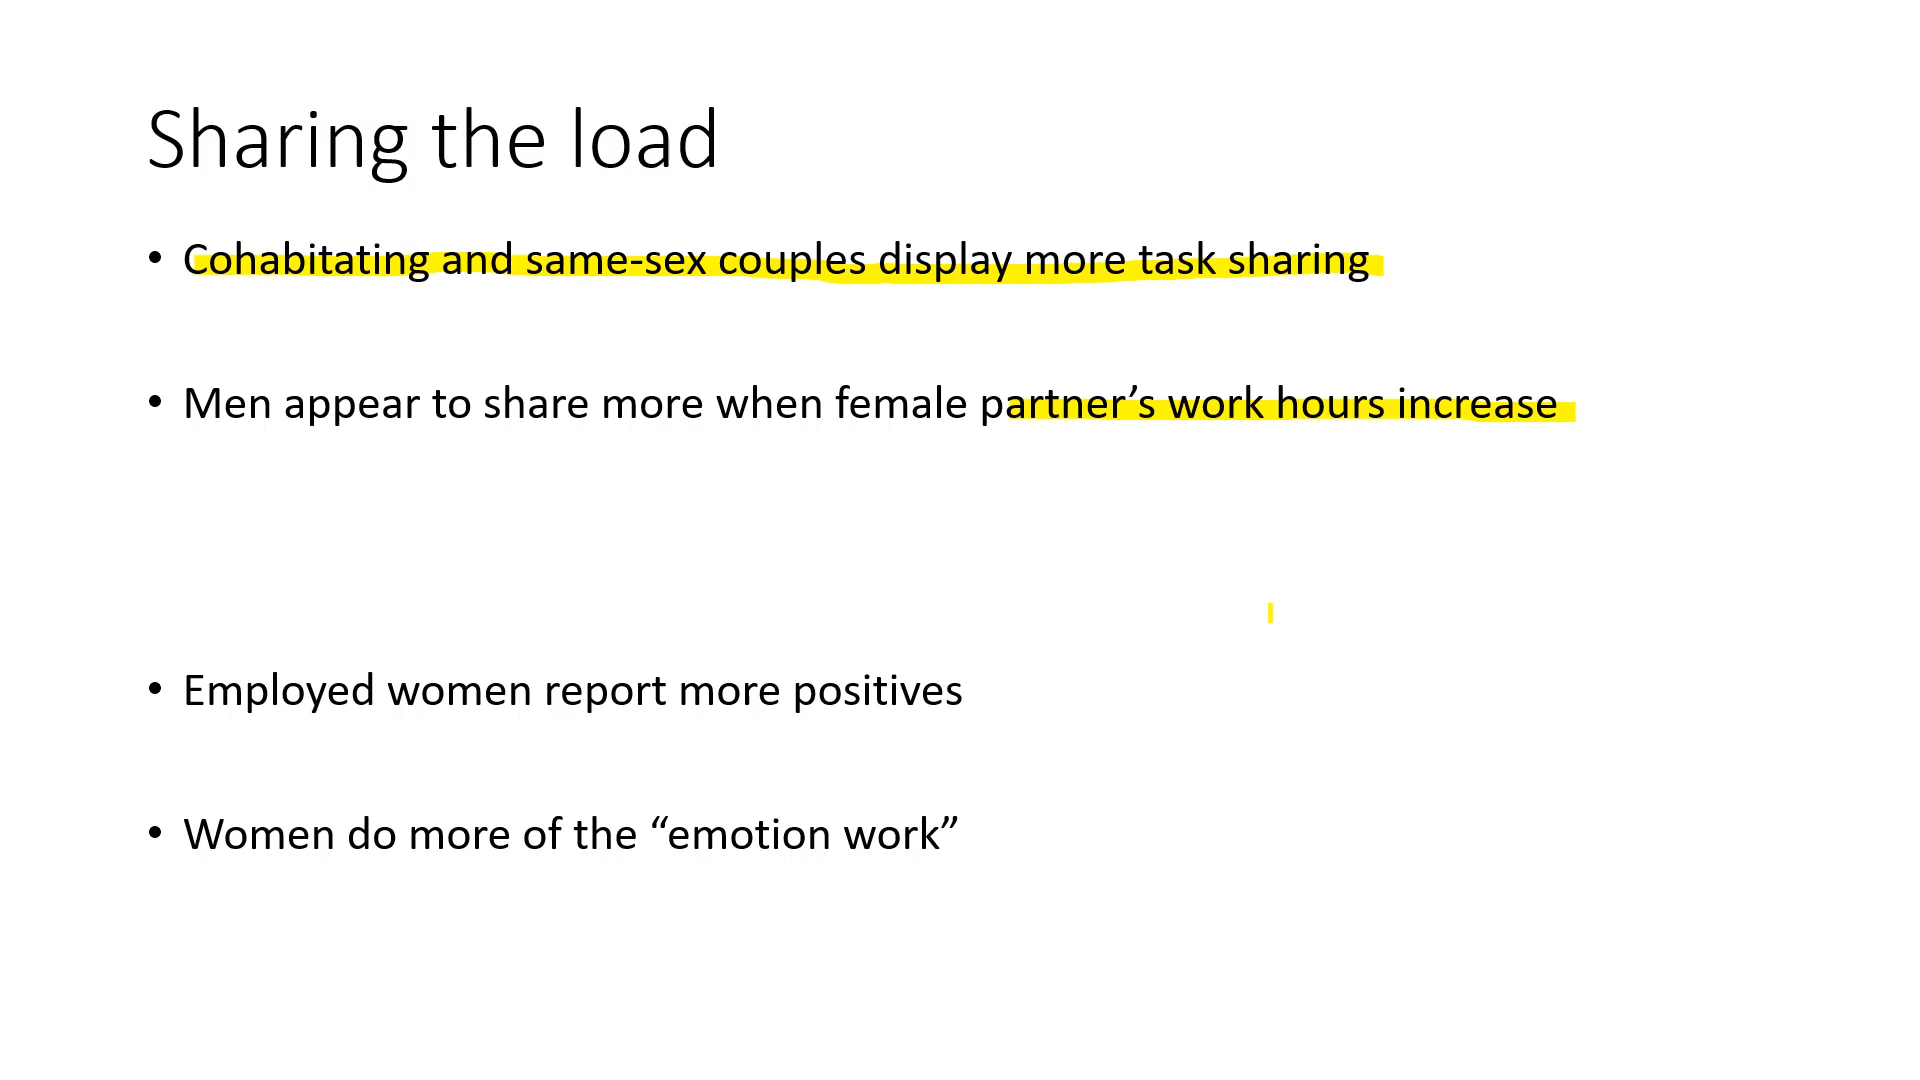 Sharing the load
• Cohabitating and same-sex couples display more task sharing
• Men appear to share more when female partner’s work hours increase
• Employed women report more positives
• Women do more of the “emotion work”